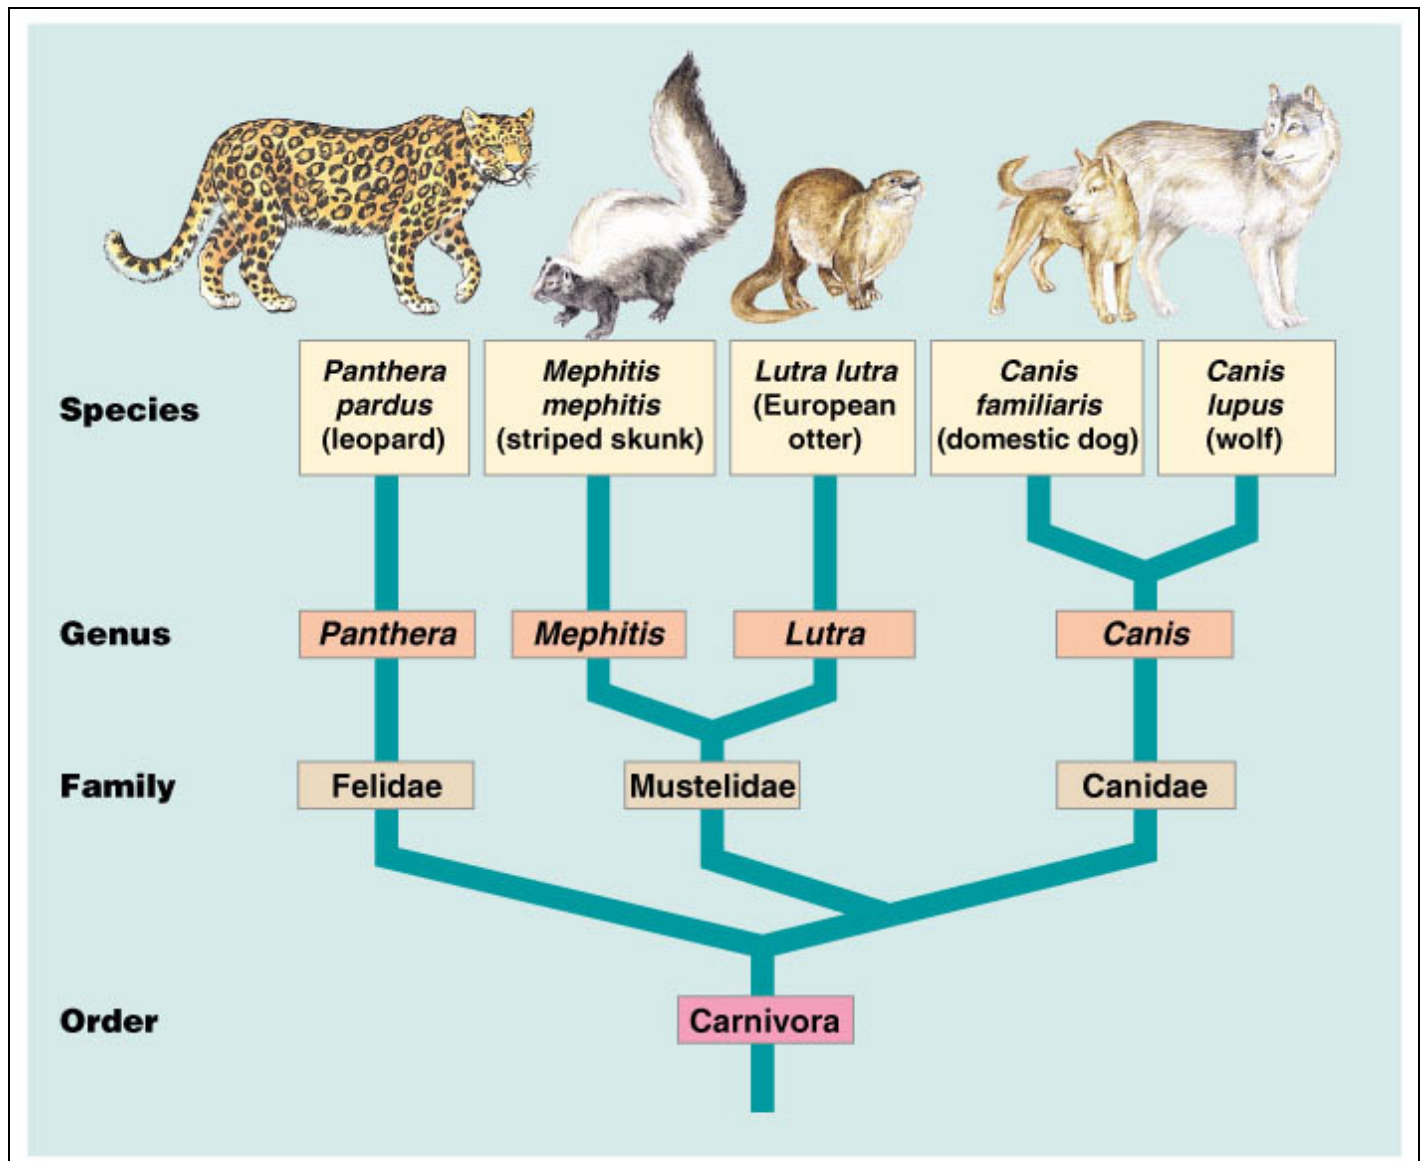 Species
Panthera
pardus
(leopard)
Mephitis
mephitis
(striped skunk)
Lutra lutra
(European
otter)
Canis
familiaris
(domestic dog)
Canis
lupus
(wolf)
Genus
Panthera
Mephitis
Lutra
Canis
Family
Felidae
Mustelidae
Canidae
Order
Carnivora